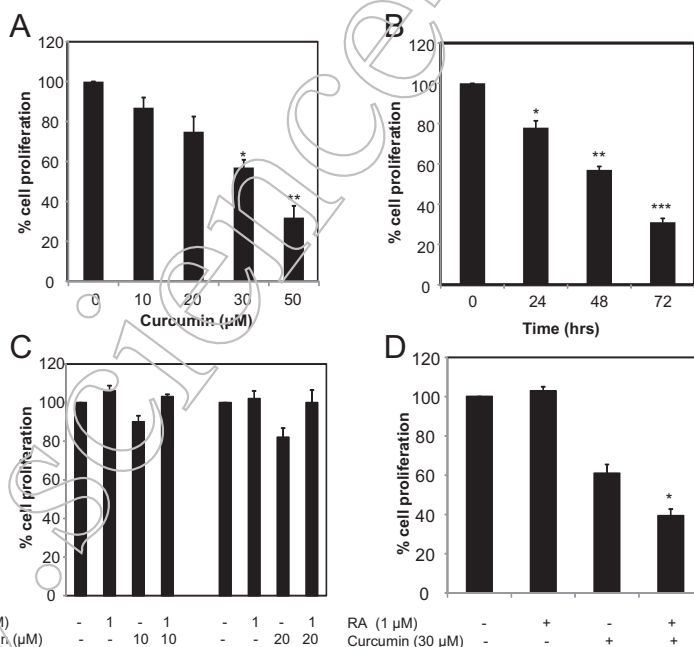 A
B
120
100
80
60
40
20
0
% cell proliferation
*
**
0 10 20 30 50
Curcumin (µM)
120
100
80
60
40
20
0
% cell proliferation
*
**
***
0 24 48 72
Time (hrs)
C
D
120
100
80
60
40
20
0
% cell proliferation
- 1 - 1 - 1 - 1
- - 10 10 - - 20 20
(µM)
120
100
80
60
40
20
0
% cell proliferation
*
RA (1 µM) - + - +
Curcumin (30 µM) - - + +